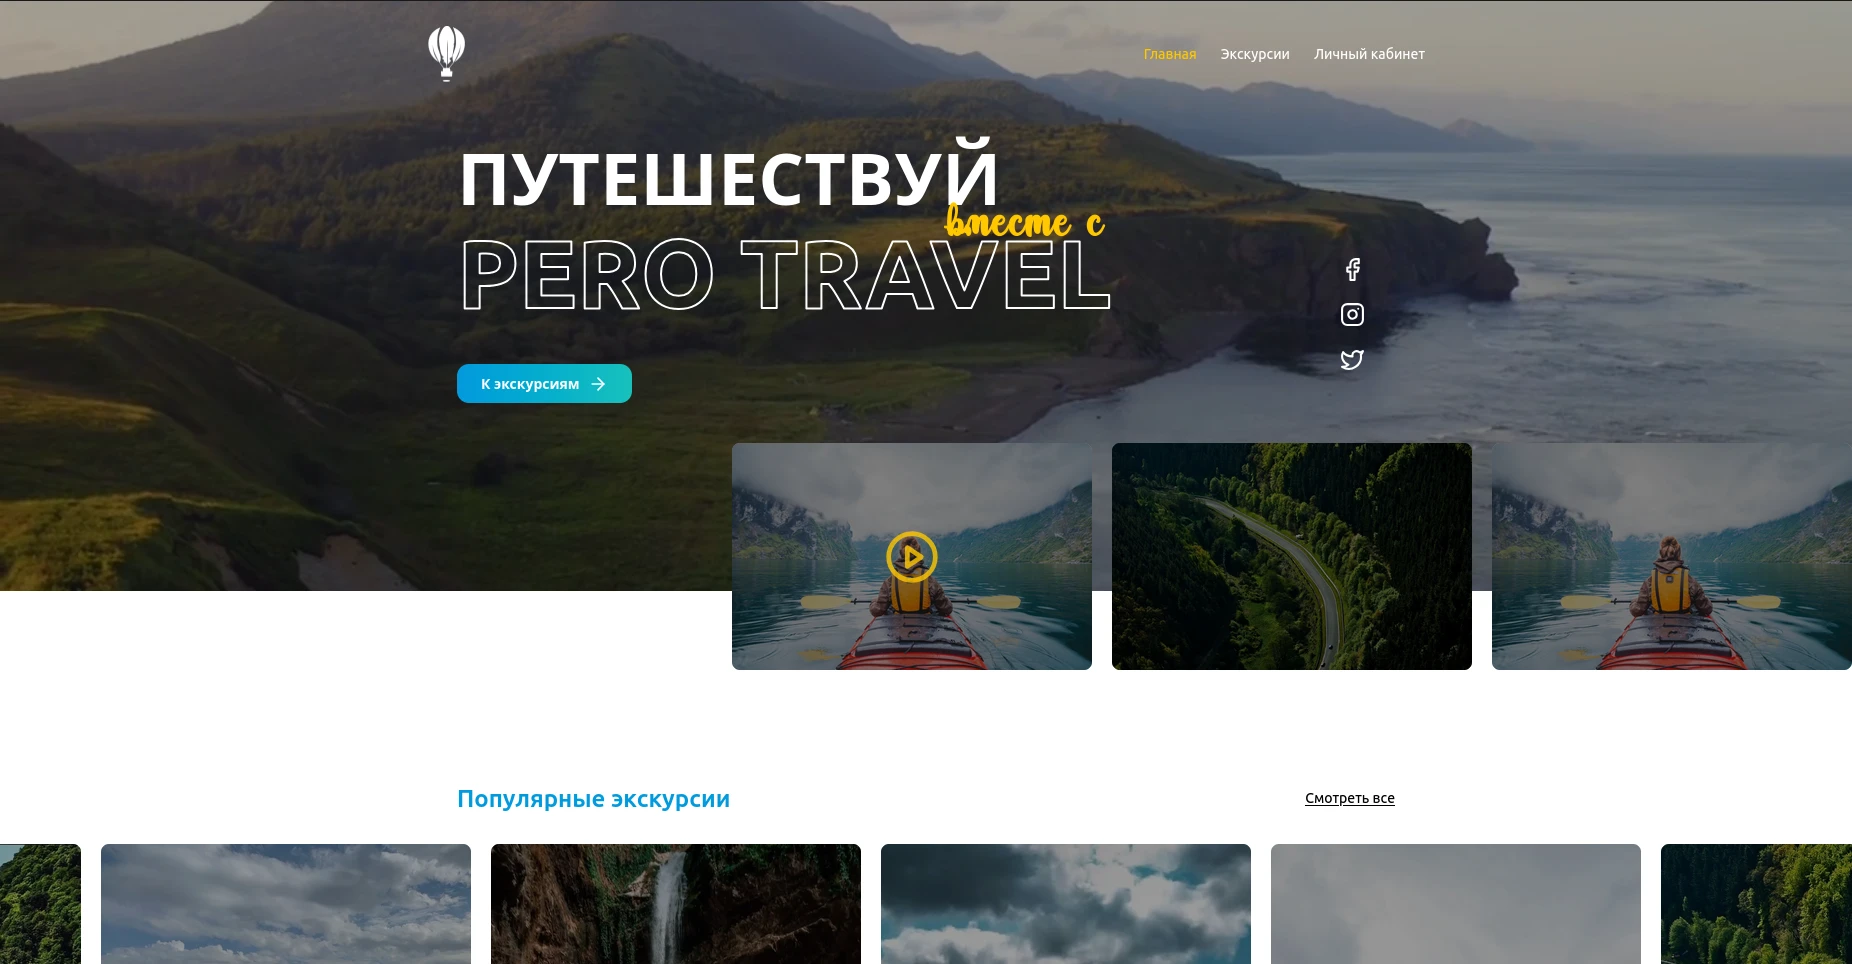 Главная Экскурсии Личный кабинет
ПУТЕШЕСТВУЙ
вместе с
PERO TRAVEL
К экскурсиям
Популярные экскурсии
Смотреть все